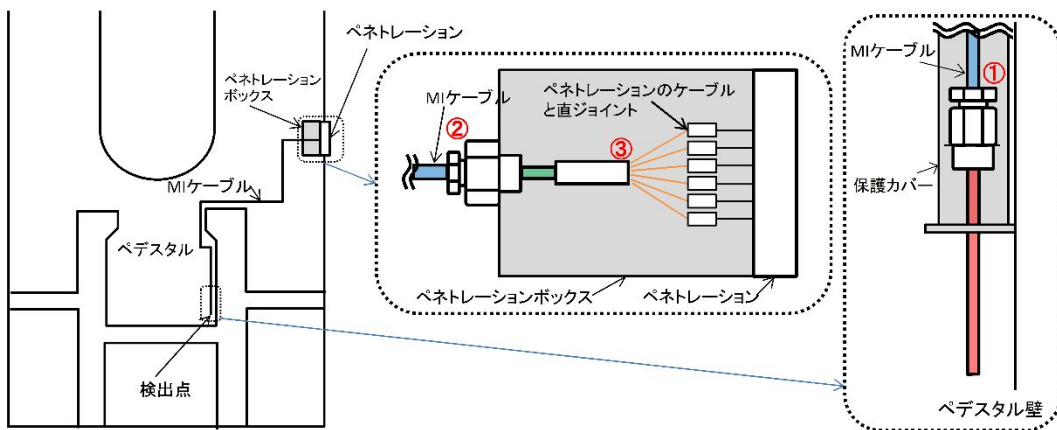 ペネトレーション
ペネトレーション
ボックス
MIケーブル
ペデスタル
検出点
MIケーブル
②
ペネトレーションのケーブル
と直ジョイント
③
ペネトレーションボックス
ペネトレーション
MIケーブル
①
保護カバー
ペデスタル壁